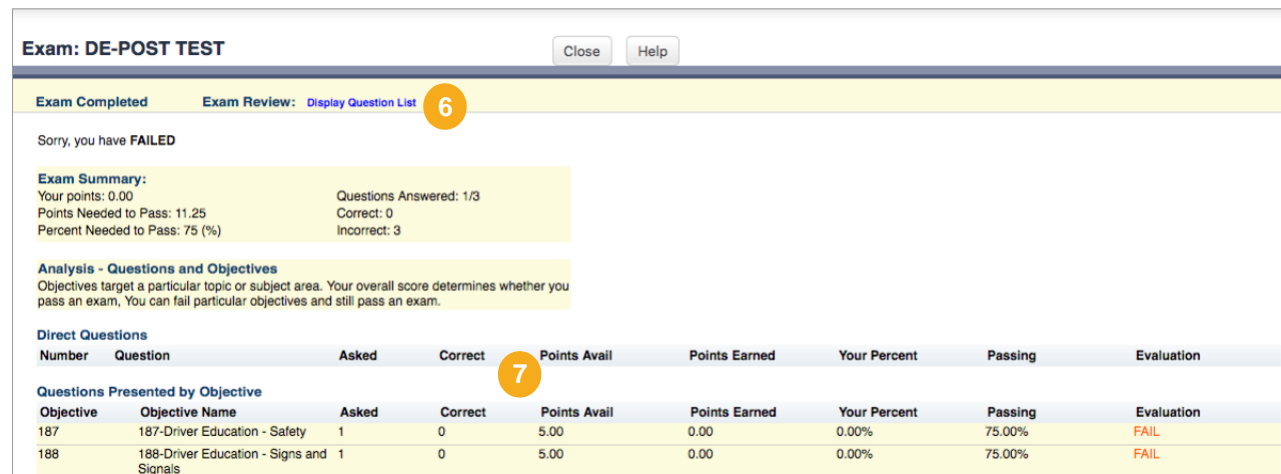 Exam: DE-POST TEST
Close
Help
Exam Completed
Exam Review: Display Question List
6
Sorry, you have FAILED
Exam Summary:
Your points: 0.00
Questions Answered: 1/3
Points Needed to Pass: 11.25
Correct: 0
Percent Needed to Pass: 75 (%)
Incorrect: 3
Analysis - Questions and Objectives
Objectives target a particular topic or subject area. Your overall score determines whether you
pass an exam, You can fail particular objectives and still pass an exam.
Direct Questions
Number Question Asked Correct Points Avail Points Earned Your Percent Passing Evaluation
7
Questions Presented by Objective
Objective Objective Name Asked Correct Points Avail Points Earned Your Percent Passing Evaluation
187 187-Driver Education - Safety 1 0 5.00 0.00 0.00% 75.00% FAIL
188 188-Driver Education - Signs and 1 0 5.00 0.00 0.00% 75.00% FAIL
Signals